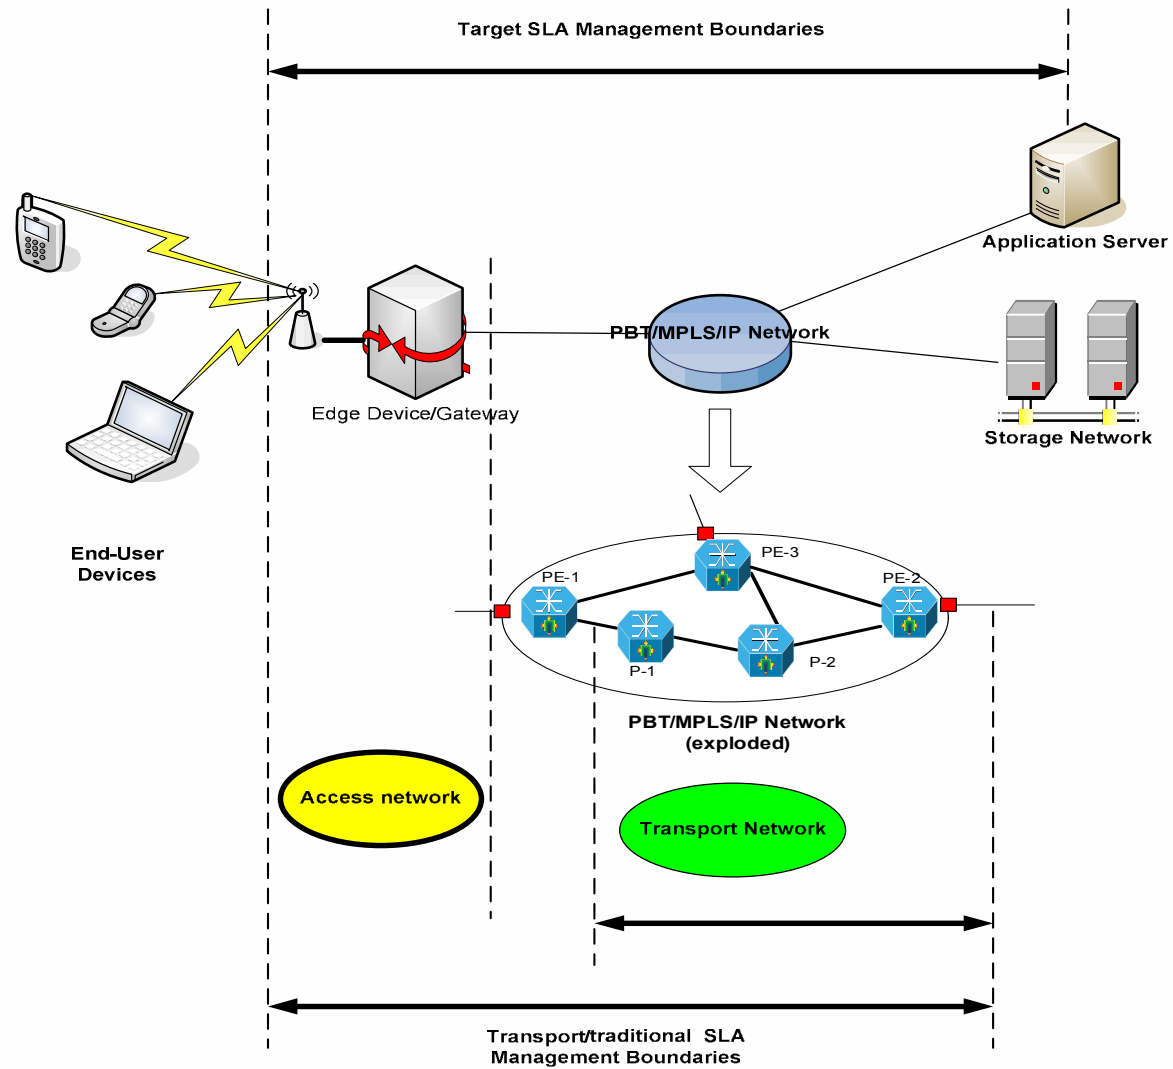 Target SLA Management Boundaries
Application Server
PBT/MPLS/IP Network
Edge Device/Gateway
Storage Network
End-User
Devices
PE-1
PE-3
PE-2
P-1
P-2
PBT/MPLS/IP Network
(exploded)
Access network
Transport Network
Transport/traditional SLA
Management Boundaries